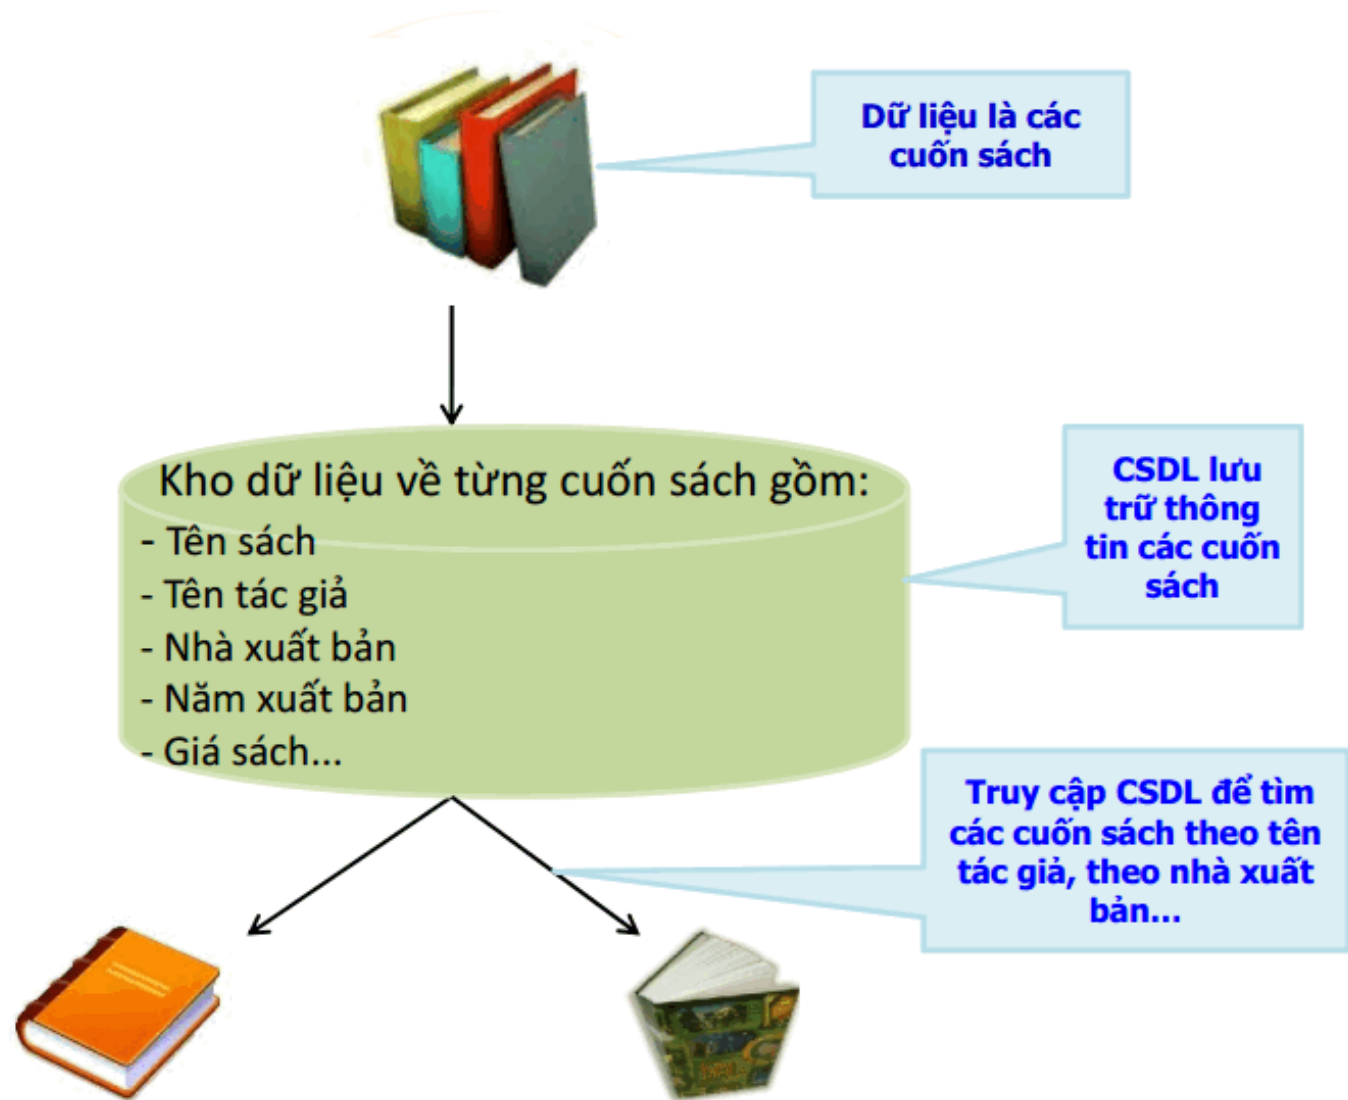 Dữ liệu là các
cuốn sách
Kho dữ liệu về từng cuốn sách gồm:
- Tên sách
- Tên tác giả
- Nhà xuất bản
- Năm xuất bản
- Giá sách...
CSDL lưu
trữ thông
tin các cuốn
sách
Truy cập CSDL để tìm
các cuốn sách theo tên
tác giả, theo nhà xuất
bản...